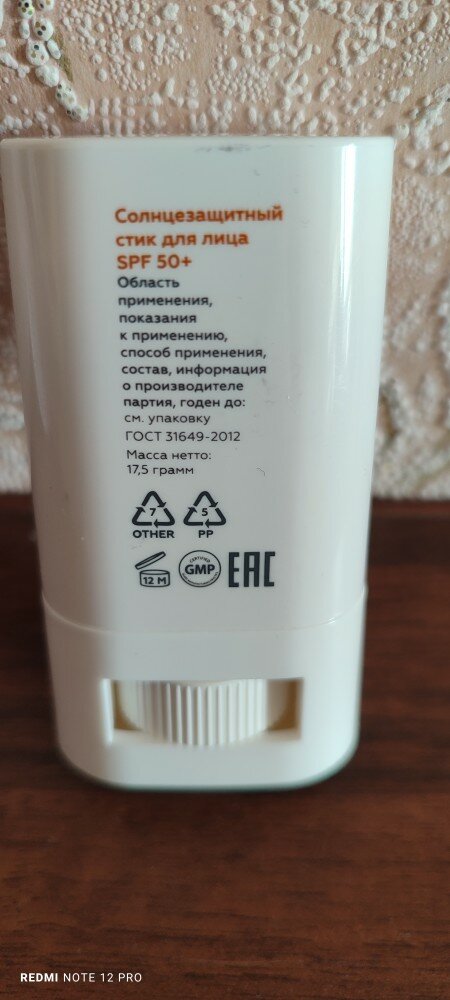 Солнцезащитный
стик для лица
SPF 50+
Область
применения,
показания
к применению,
способ применения,
состав, информация
о производителе
партия, годен до:
см. упаковку
ГОСТ 31649-2012
Масса нетто:
17,5 грамм
7 5
OTHER PP
12 M GMP EAC
REDMI NOTE 12 PRO